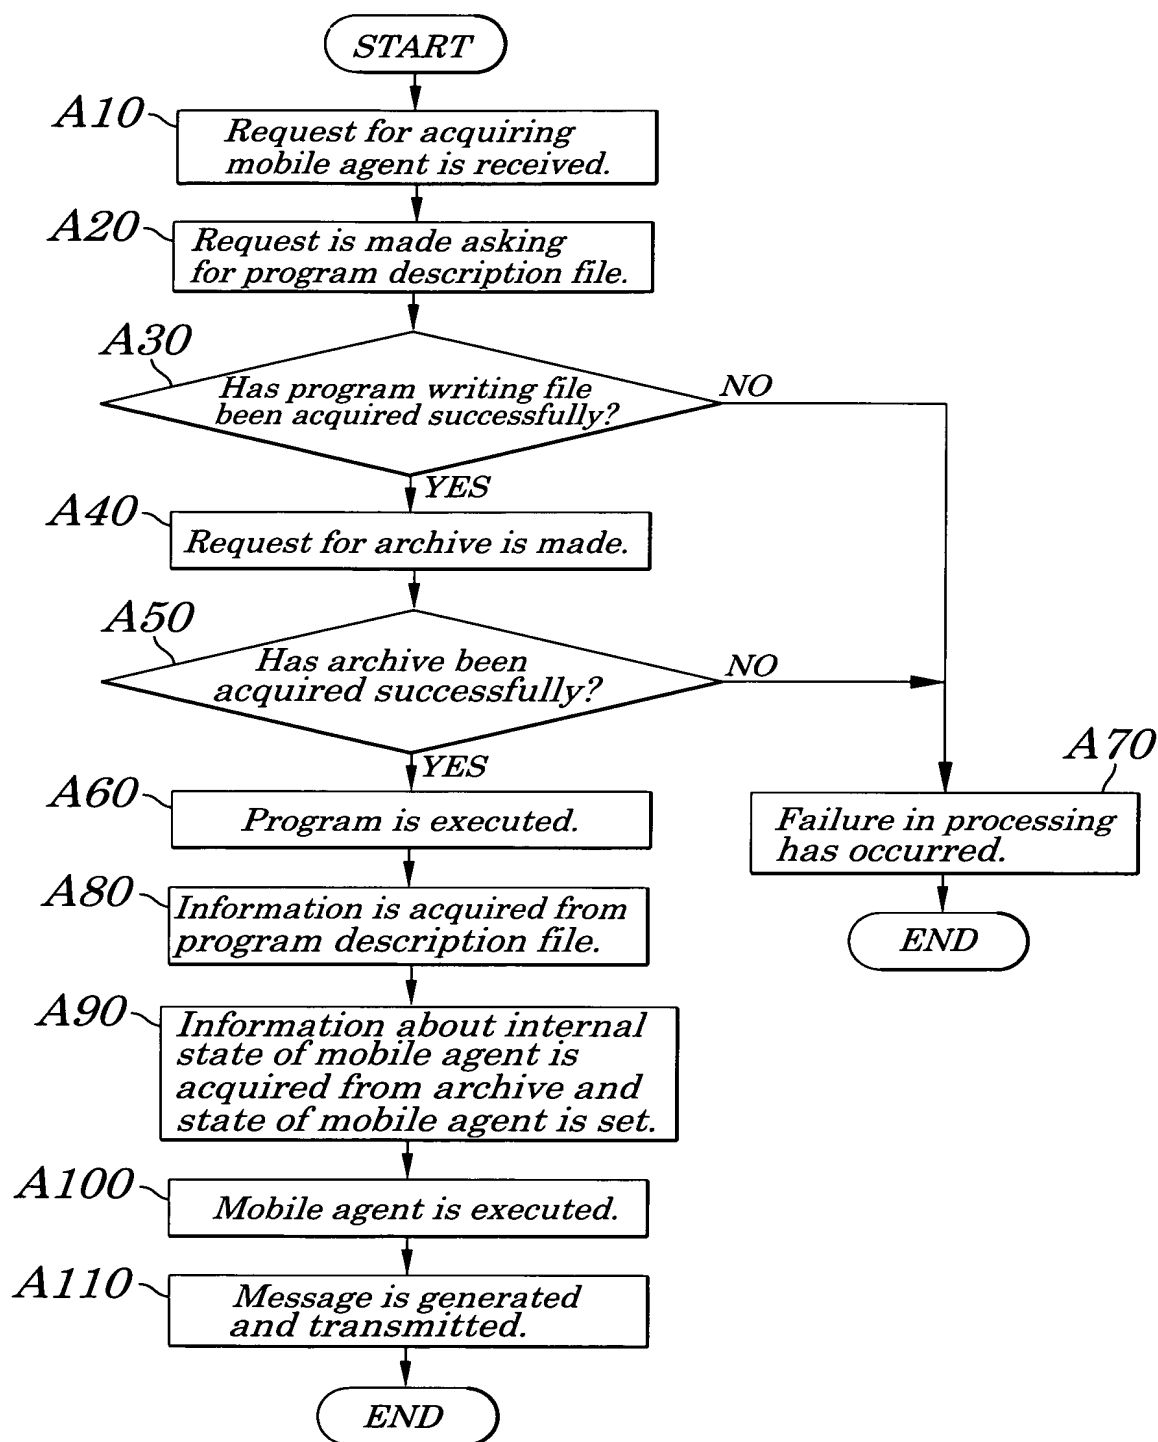 START
A10
Request for acquiring
mobile agent is received.
A20
Request is made asking
for program description file.
A30
Has program writing file
been acquired successfully?
NO
YES
A40
Request for archive is made.
A50
Has archive been
acquired successfully?
NO
YES
A60
Program is executed.
A70
Failure in processing
has occurred.
END
A80
Information is acquired from
program description file.
A90
Information about internal
state of mobile agent is
acquired from archive and
state of mobile agent is set.
A100
Mobile agent is executed.
A110
Message is generated
and transmitted.
END